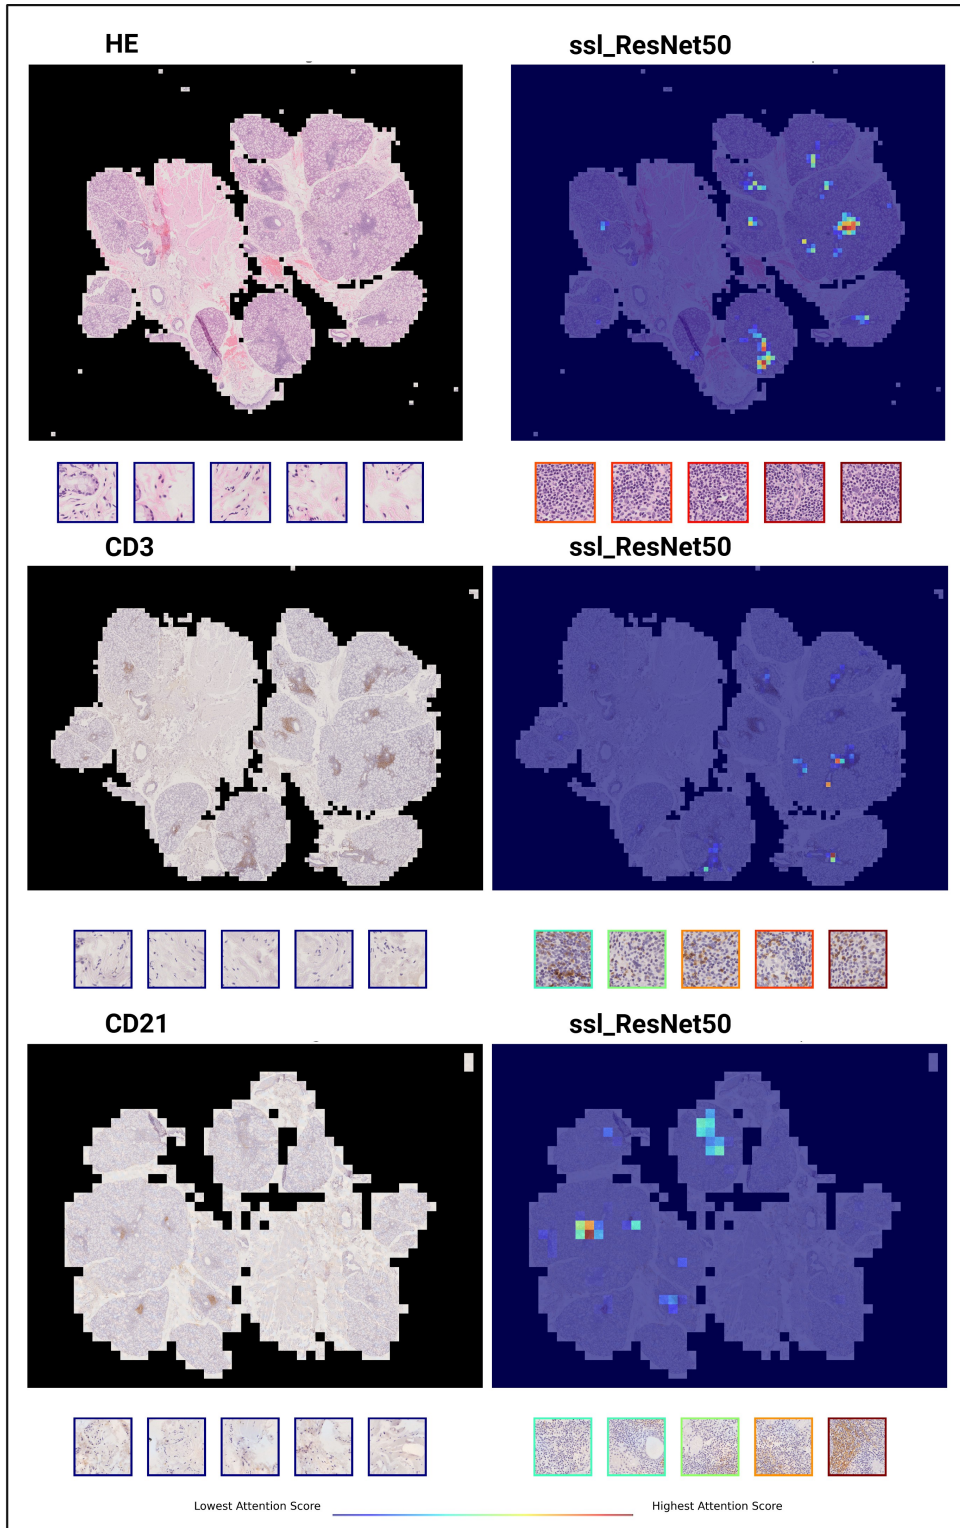 HE
ssl_ResNet50
CD3
ssl_ResNet50
CD21
ssl_ResNet50
Lowest Attention Score
Highest Attention Score